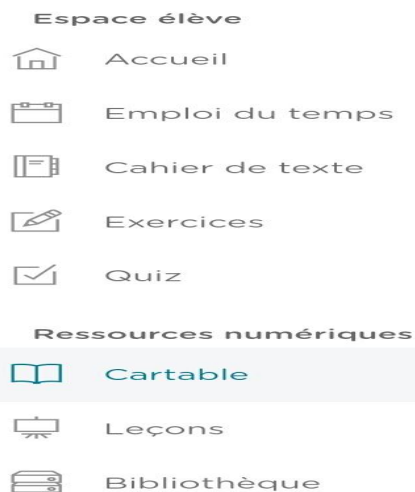 Espace élève
Accueil
Emploi du temps
Cahier de texte
Exercices
Quiz
Ressources numériques
Cartable
Leçons
Bibliothèque